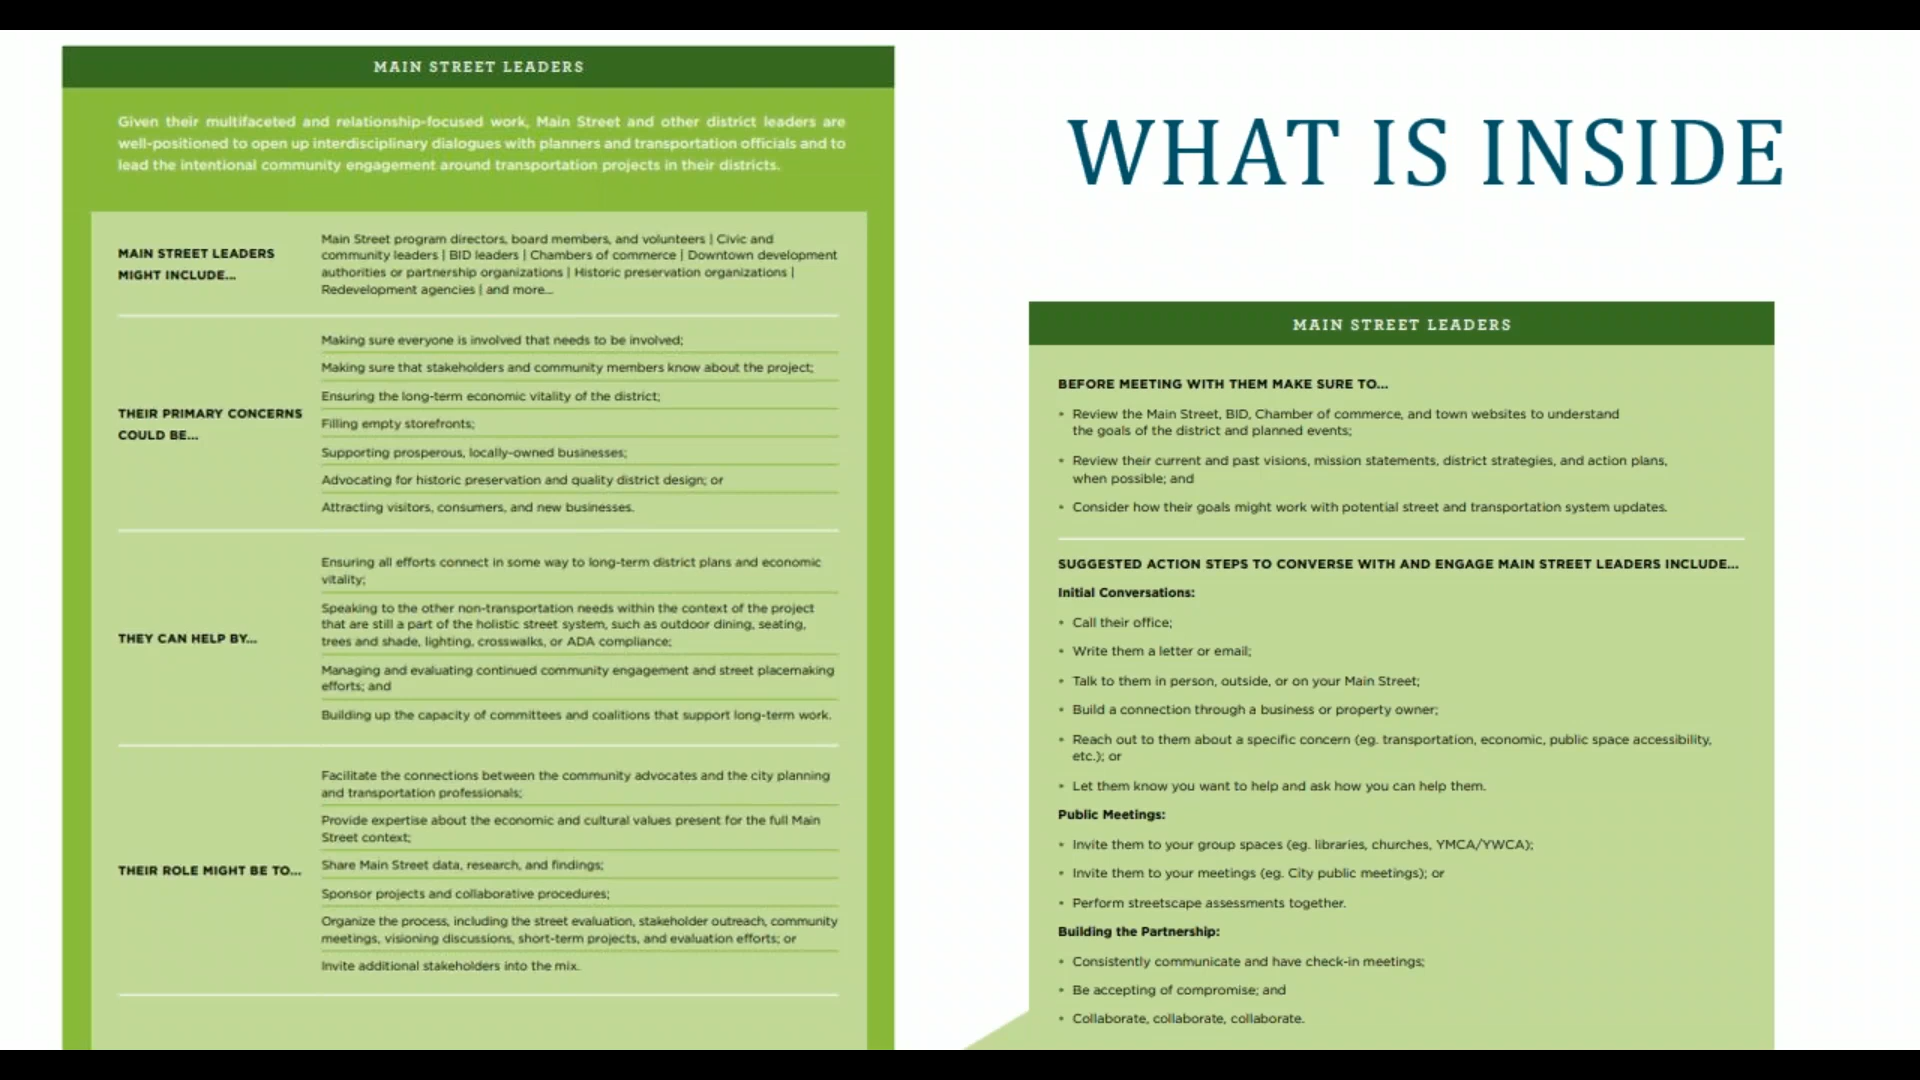 MAIN STREET LEADERS
Given their multifaceted and relationship-focused work, Main Street and other district leaders are
well-positioned to open up interdisciplinary dialogues with planners and transportation officials and to
lead the intentional community engagement around transportation projects in their districts.
MAIN STREET LEADERS
MIGHT INCLUDE...
Main Street program directors, board members, and volunteers | Civic and
community leaders | BID leaders | Chambers of commerce | Downtown development
authorities or partnership organizations | Historic preservation organizations |
Redevelopment agencies | and more...
THEIR PRIMARY CONCERNS
COULD BE...
Making sure everyone is involved that needs to be involved;
Making sure that stakeholders and community members know about the project;
Ensuring the long-term economic vitality of the district;
Filling empty storefronts;
Supporting prosperous, locally-owned businesses;
Advocating for historic preservation and quality district design; or
Attracting visitors, consumers, and new businesses.
THEY CAN HELP BY...
Ensuring all efforts connect in some way to long-term district plans and economic
vitality;
Speaking to the other non-transportation needs within the context of the project
that are still a part of the holistic street system, such as outdoor dining, seating,
trees and shade, lighting, crosswalks, or ADA compliance;
Managing and evaluating continued community engagement and street placemaking
efforts; and
Building up the capacity of committees and coalitions that support long-term work.
THEIR ROLE MIGHT BE TO...
Facilitate the connections between the community advocates and the city planning
and transportation professionals;
Provide expertise about the economic and cultural values present for the full Main
Street context;
Share Main Street data, research, and findings;
Sponsor projects and collaborative procedures;
Organize the process, including the street evaluation, stakeholder outreach, community
meetings, visioning discussions, short-term projects, and evaluation efforts; or
Invite additional stakeholders into the mix.
WHAT IS INSIDE
MAIN STREET LEADERS
BEFORE MEETING WITH THEM MAKE SURE TO...
• Review the Main Street, BID, Chamber of commerce, and town websites to understand
the goals of the district and planned events;
• Review their current and past visions, mission statements, district strategies, and action plans,
when possible; and
• Consider how their goals might work with potential street and transportation system updates.
SUGGESTED ACTION STEPS TO CONVERSE WITH AND ENGAGE MAIN STREET LEADERS INCLUDE...
Initial Conversations:
• Call their office;
• Write them a letter or email;
• Talk to them in person, outside, or on your Main Street;
• Build a connection through a business or property owner;
• Reach out to them about a specific concern (eg. transportation, economic, public space accessibility,
etc.); or
• Let them know you want to help and ask how you can help them.
Public Meetings:
• Invite them to your group spaces (eg. libraries, churches, YMCA/YWCA);
• Invite them to your meetings (eg. City public meetings); or
• Perform streetscape assessments together.
Building the Partnership:
• Consistently communicate and have check-in meetings;
• Be accepting of compromise; and
• Collaborate, collaborate, collaborate.